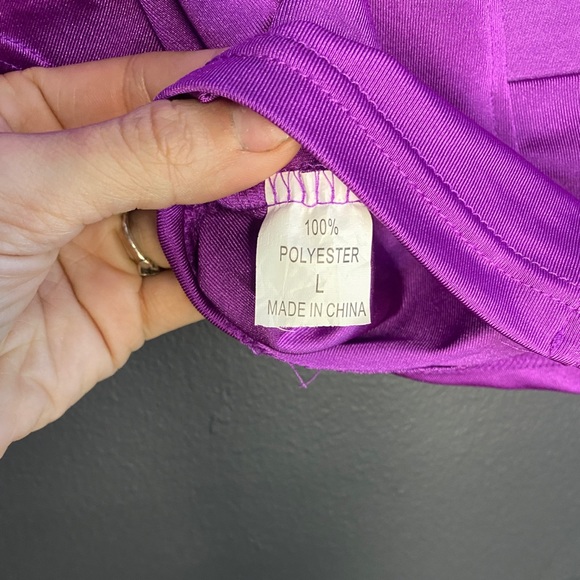 100%
POLYESTER
L
MADE IN CHINA